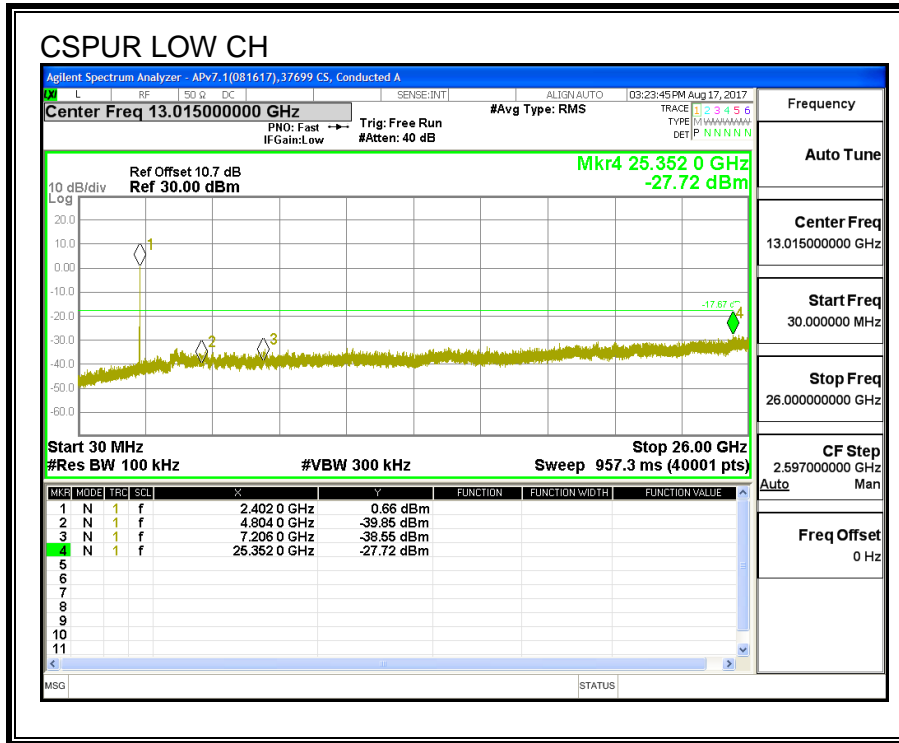 CSPUR LOW CH
Agilent Spectrum Analyzer - APv7.1(081617),37699 CS, Conducted A
LXI L RF 50 Ω DC SENSE:INT ALIGNAUTO 03:23:45PM Aug 17, 2017
Center Freq 13.015000000 GHz
PNO: Fast
IFGain:Low
Trig: Free Run
#Atten: 40 dB
#Avg Type: RMS
TRACE 1 2 3 4 5 6
TYPE M WWWWW
DET P N N N N N
Mkr4 25.352 0 GHz
-27.72 dBm
Ref Offset 10.7 dB
10 dB/div Ref 30.00 dBm
Log
20.0
10.0
0.00
-10.0
-20.0
-30.0
-40.0
-50.0
-60.0
1
2
3
4
Start 30 MHz Stop 26.00 GHz
#Res BW 100 kHz #VBW 300 kHz Sweep 957.3 ms (40001 pts)
MKR MODE TRC SCL X Y FUNCTION FUNCTION WIDTH FUNCTION VALUE
1 N 1 f 2.402 0 GHz 0.66 dBm
2 N 1 f 4.804 0 GHz -39.85 dBm
3 N 1 f 7.206 0 GHz -38.55 dBm
4 N 1 f 25.352 0 GHz -27.72 dBm
5
6
7
8
9
10
11
MSG STATUS
Frequency
Auto Tune
Center Freq
13.015000000 GHz
Start Freq
30.000000 MHz
Stop Freq
26.000000000 GHz
CF Step
2.597000000 GHz
Auto Man
Freq Offset
0 Hz